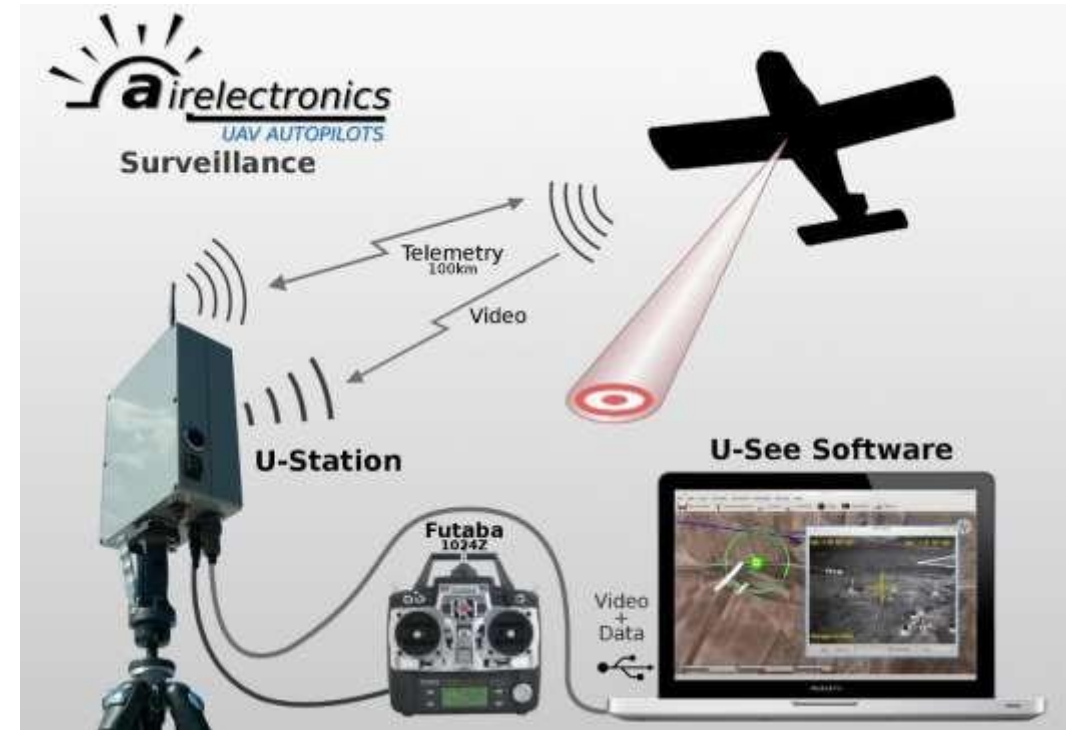 airelectronics
UAV AUTOPILOTS
Surveillance
Telemetry
100km
Video
U-Station
U-See Software
Futaba
1024Z
Video
+
Data